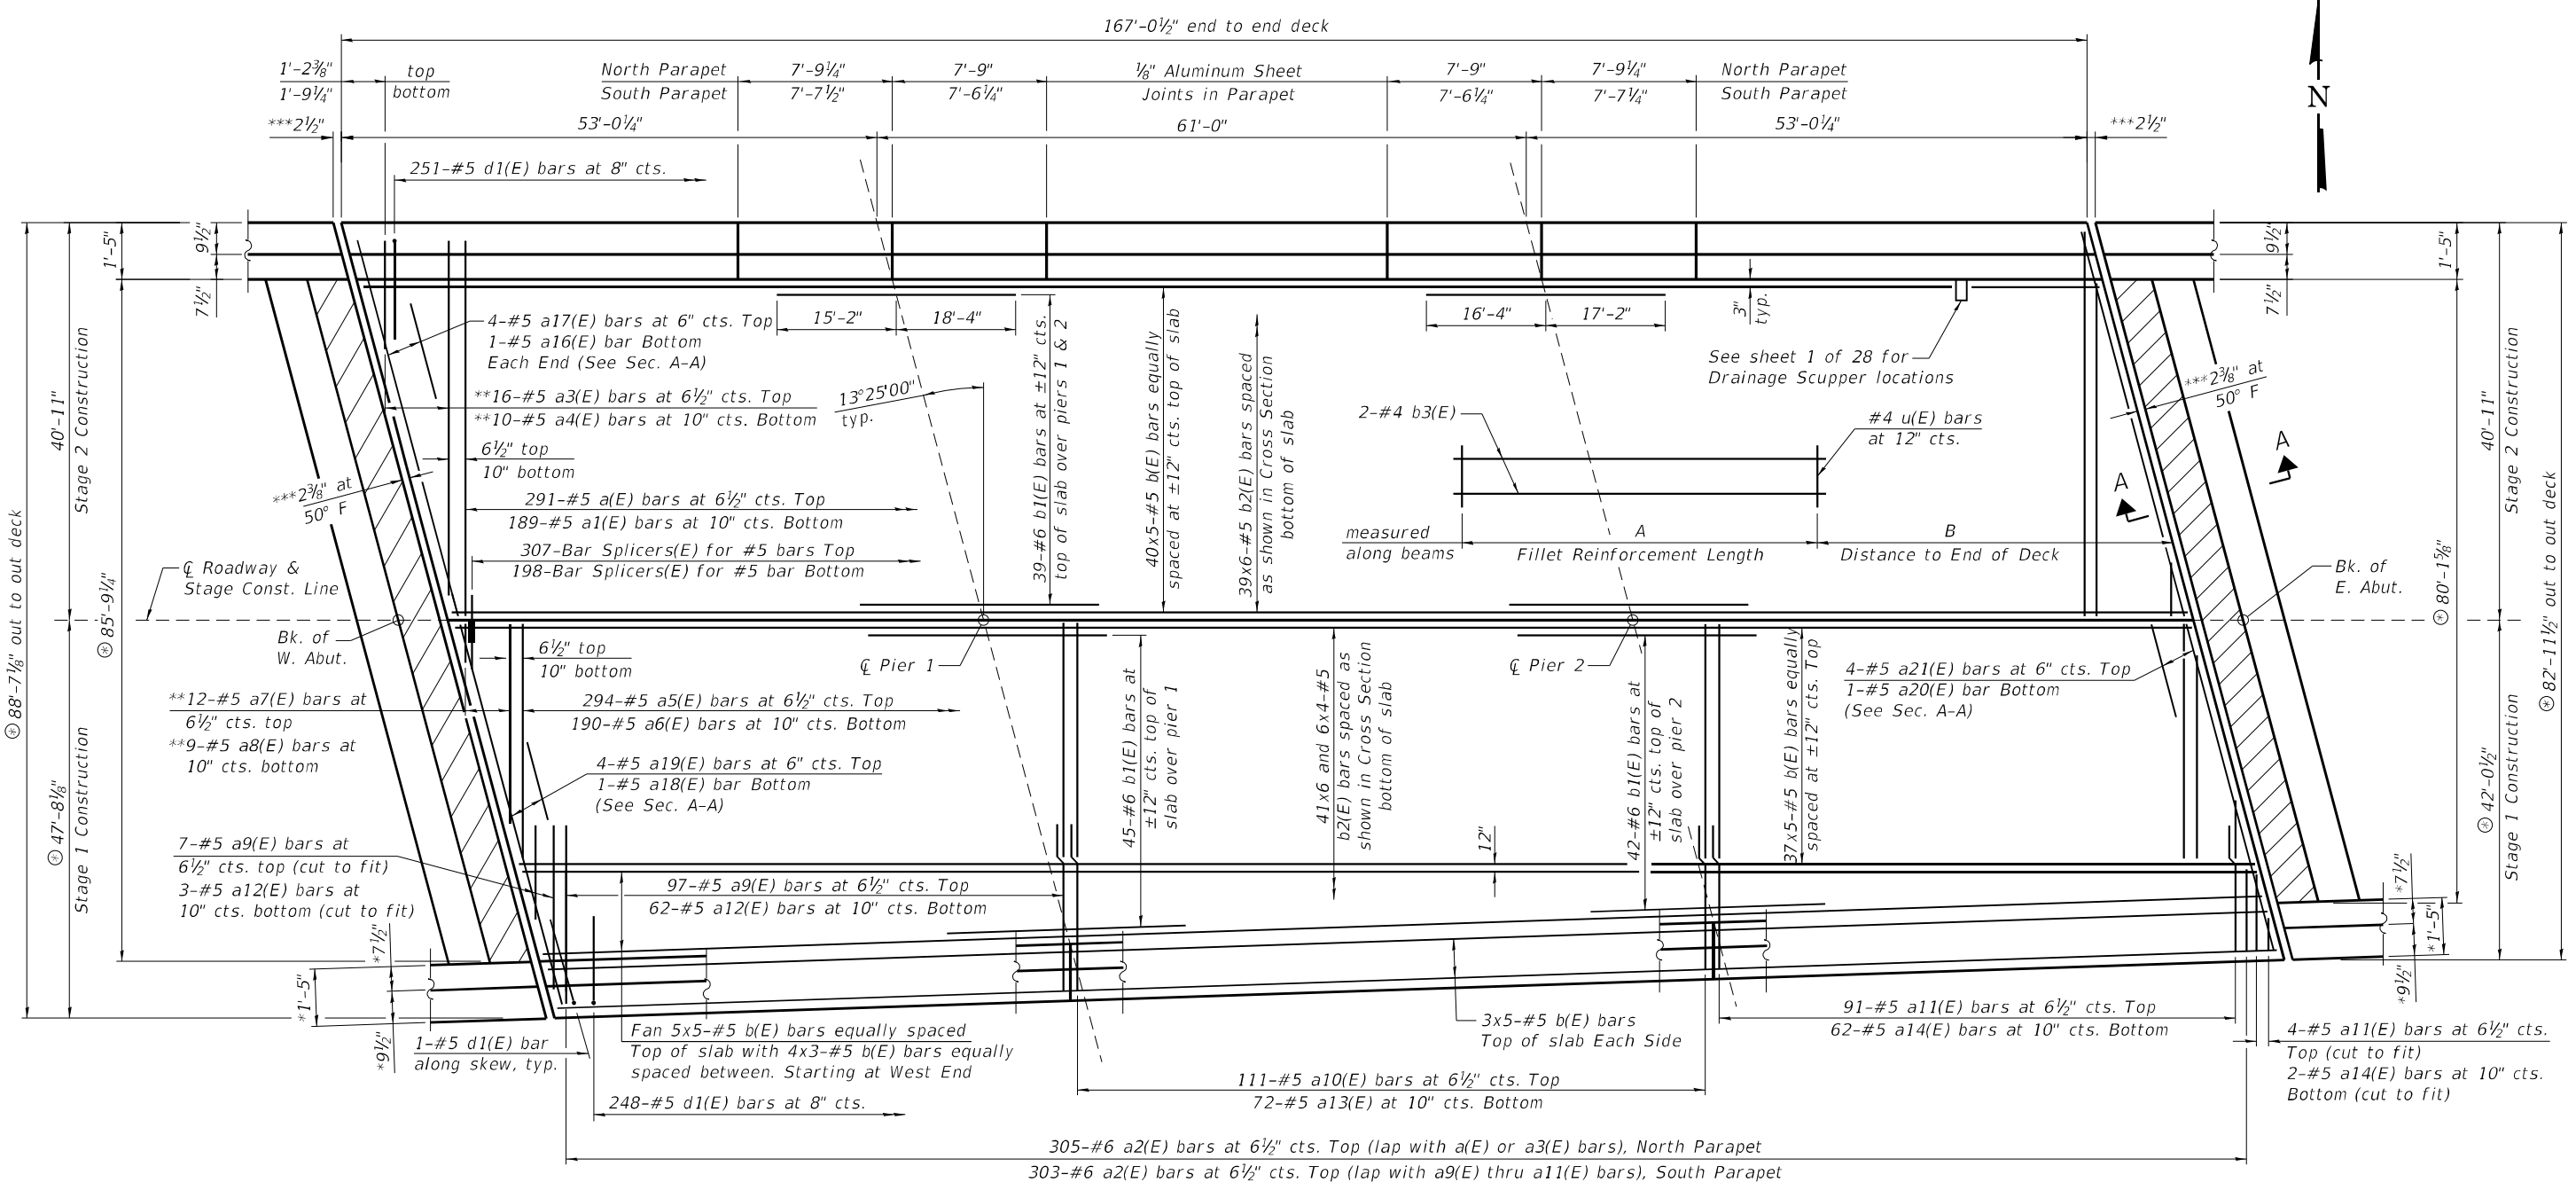 167'-0½" end to end deck
1'-2⅜"
top
North Parapet
7'-9¼"
7'-9"
⅛" Aluminum Sheet
7'-9"
7'-9¼"
North Parapet
1'-9¼"
bottom
South Parapet
7'-7½"
7'-6¼"
Joints in Parapet
7'-6¼"
7'-7¼"
South Parapet
N
***2½"
53'-0¼"
61'-0"
53'-0¼"
***2½"
251-#5 d1(E) bars at 8" cts.
1'-5"
9½"
7½"
9½"
7½"
1'-5"
15'-2"
18'-4"
16'-4"
17'-2"
3"
typ.
4-#5 a17(E) bars at 6" cts. Top
1-#5 a16(E) bar Bottom
Each End (See Sec. A-A)
See sheet 1 of 28 for
Drainage Scupper locations
**16-#5 a3(E) bars at 6½" cts. Top
**10-#5 a4(E) bars at 10" cts. Bottom
13°25'00"
typ.
39-#6 b1(E) bars at ±12" cts.
top of slab over piers 1 & 2
40x5-#5 b(E) bars equally
spaced at ±12" cts. top of slab
39x6-#5 b2(E) bars spaced
as shown in Cross Section
bottom of slab
2-#4 b3(E)
#4 u(E) bars
at 12" cts.
***2⅜" at
50° F
A
A
6½" top
10" bottom
***2⅜" at
50° F
291-#5 a(E) bars at 6½" cts. Top
189-#5 a1(E) bars at 10" cts. Bottom
307-Bar Splicers(E) for #5 bars Top
198-Bar Splicers(E) for #5 bar Bottom
measured
along beams
A
Fillet Reinforcement Length
B
Distance to End of Deck
40'-11"
Stage 2 Construction
40'-11"
Stage 2 Construction
⊛ 88'-7⅛" out to out deck
⊛ 85'-9¼"
⊛ 80'-1⅝"
⊛ 82'-11½" out to out deck
℄ Roadway &
Stage Const. Line
Bk. of
W. Abut.
Bk. of
E. Abut.
℄ Pier 1
℄ Pier 2
6½" top
10" bottom
**12-#5 a7(E) bars at
6½" cts. top
**9-#5 a8(E) bars at
10" cts. bottom
294-#5 a5(E) bars at 6½" cts. Top
190-#5 a6(E) bars at 10" cts. Bottom
4-#5 a19(E) bars at 6" cts. Top
1-#5 a18(E) bar Bottom
(See Sec. A-A)
45-#6 b1(E) bars at
±12" cts. top of
slab over pier 1
41x6 and 6x4-#5
b2(E) bars spaced as
shown in Cross Section
bottom of slab
42-#6 b1(E) bars at
±12" cts. top of
slab over pier 2
37x5-#5 b(E) bars equally
spaced at ±12" cts. Top
4-#5 a21(E) bars at 6" cts. Top
1-#5 a20(E) bar Bottom
(See Sec. A-A)
⊛ 47'-8⅛"
Stage 1 Construction
⊛ 42'-0½"
Stage 1 Construction
7-#5 a9(E) bars at
6½" cts. top (cut to fit)
3-#5 a12(E) bars at
10" cts. bottom (cut to fit)
97-#5 a9(E) bars at 6½" cts. Top
62-#5 a12(E) bars at 10" cts. Bottom
12"
*7½"
*1'-5"
*9½"
*7½"
*1'-5"
*9½"
1-#5 d1(E) bar
along skew, typ.
Fan 5x5-#5 b(E) bars equally spaced
Top of slab with 4x3-#5 b(E) bars equally
spaced between. Starting at West End
3x5-#5 b(E) bars
Top of slab Each Side
91-#5 a11(E) bars at 6½" cts. Top
62-#5 a14(E) bars at 10" cts. Bottom
4-#5 a11(E) bars at 6½" cts.
Top (cut to fit)
2-#5 a14(E) bars at 10" cts.
Bottom (cut to fit)
111-#5 a10(E) bars at 6½" cts. Top
72-#5 a13(E) at 10" cts. Bottom
248-#5 d1(E) bars at 8" cts.
305-#6 a2(E) bars at 6½" cts. Top (lap with a(E) or a3(E) bars), North Parapet
303-#6 a2(E) bars at 6½" cts. Top (lap with a9(E) thru a11(E) bars), South Parapet